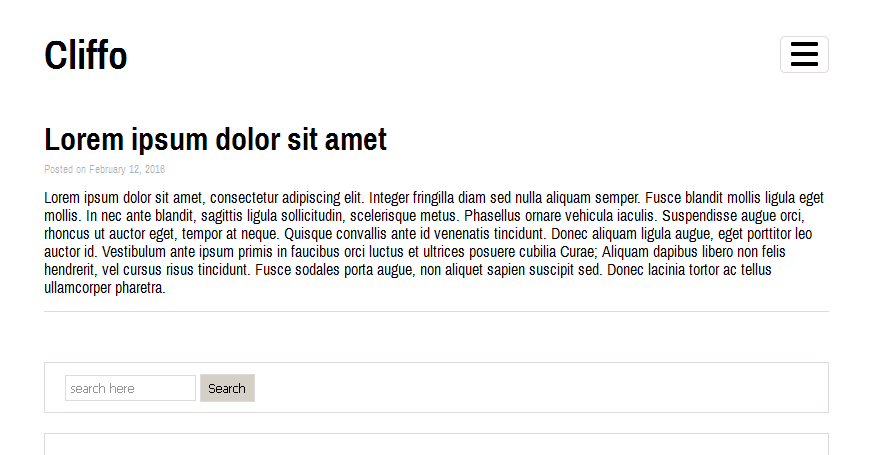 Cliffo
Lorem ipsum dolor sit amet
Posted on February 12, 2016
Lorem ipsum dolor sit amet, consectetur adipiscing elit. Integer fringilla diam sed nulla aliquam semper. Fusce blandit mollis ligula eget
mollis. In nec ante blandit, sagittis ligula sollicitudin, scelerisque metus. Phasellus ornare vehicula iaculis. Suspendisse augue orci,
rhoncus ut auctor eget, tempor at neque. Quisque convallis ante id venenatis tincidunt. Donec aliquam ligula augue, eget porttitor leo
auctor id. Vestibulum ante ipsum primis in faucibus orci luctus et ultrices posuere cubilia Curae; Aliquam dapibus libero non felis
hendrerit, vel cursus risus tincidunt. Fusce sodales porta augue, non aliquet sapien suscipit sed. Donec lacinia tortor ac tellus
ullamcorper pharetra.
search here Search